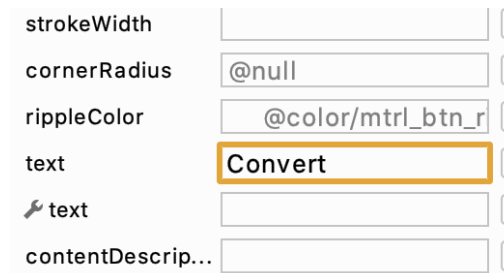 strokeWidth
cornerRadius @null
rippleColor @color/mtrl_btn_r
text Convert
text
contentDescrip...